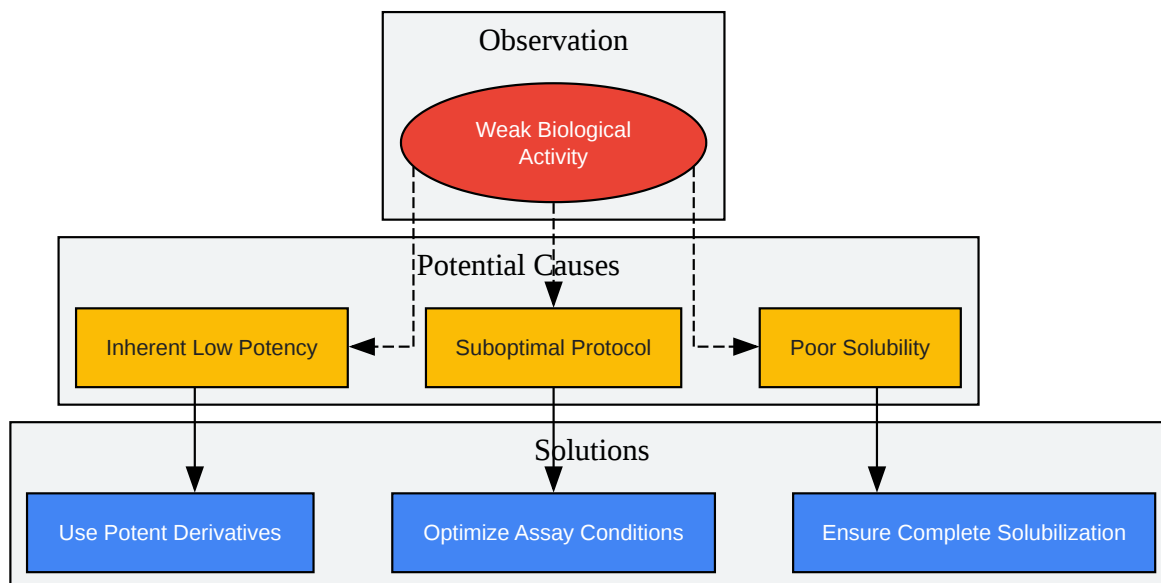 Observation
Weak Biological
Activity
Potential Causes
Inherent Low Potency
Suboptimal Protocol
Poor Solubility
Solutions
Use Potent Derivatives
Optimize Assay Conditions
Ensure Complete Solubilization